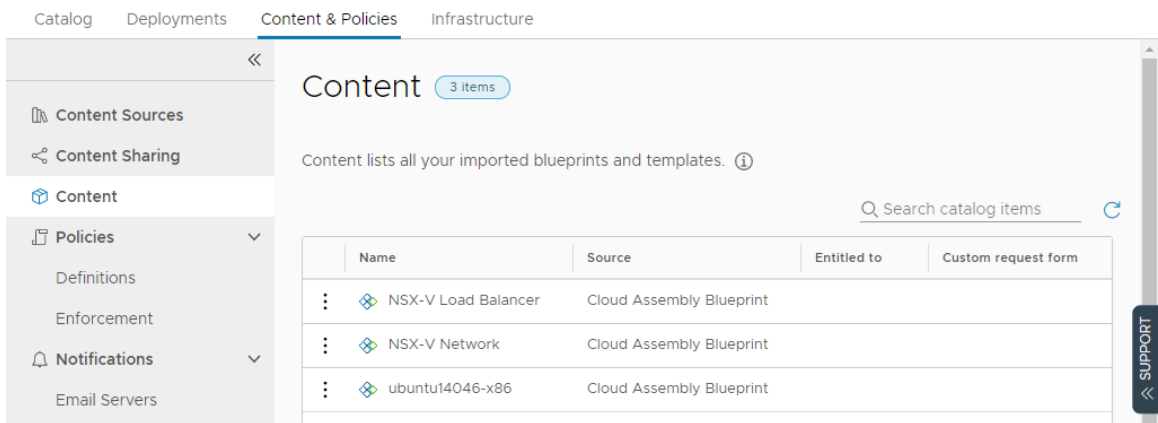 Catalog Deployments Content & Policies Infrastructure
Content Sources
Content Sharing
Content
Policies
Definitions
Enforcement
Notifications
Email Servers
Content 3 items
Content lists all your imported blueprints and templates.
Search catalog items
Name Source Entitled to Custom request form
NSX-V Load Balancer Cloud Assembly Blueprint
NSX-V Network Cloud Assembly Blueprint
ubuntu14046-x86 Cloud Assembly Blueprint
SUPPORT